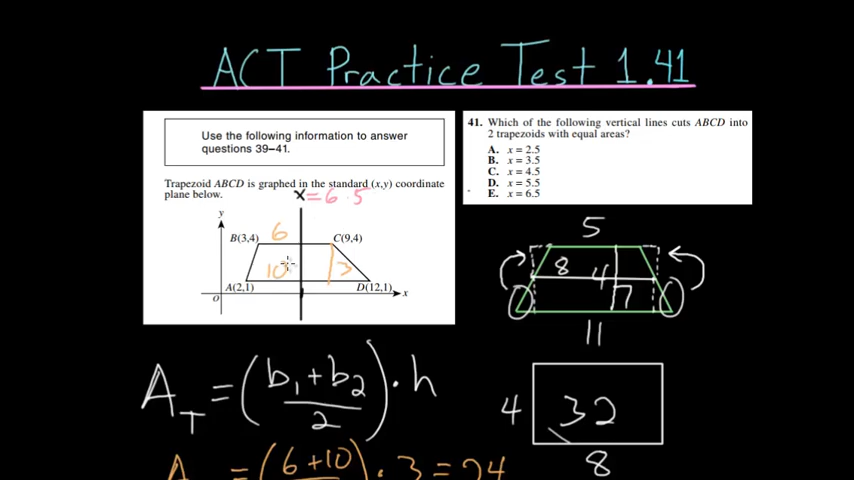 ACT Practice Test 1.41
Use the following information to answer
questions 39–41.
Trapezoid ABCD is graphed in the standard (x,y) coordinate
plane below.
x=6.5
y
B(3,4)
6
C(9,4)
10
3
A(2,1)
D(12,1)
x
O
41. Which of the following vertical lines cuts ABCD into
2 trapezoids with equal areas?
A. x = 2.5
B. x = 3.5
C. x = 4.5
D. x = 5.5
E. x = 6.5
5
8
4
11
A_T = (b₁+b₂/2)·h
4
32
8
(6+10)·3=24